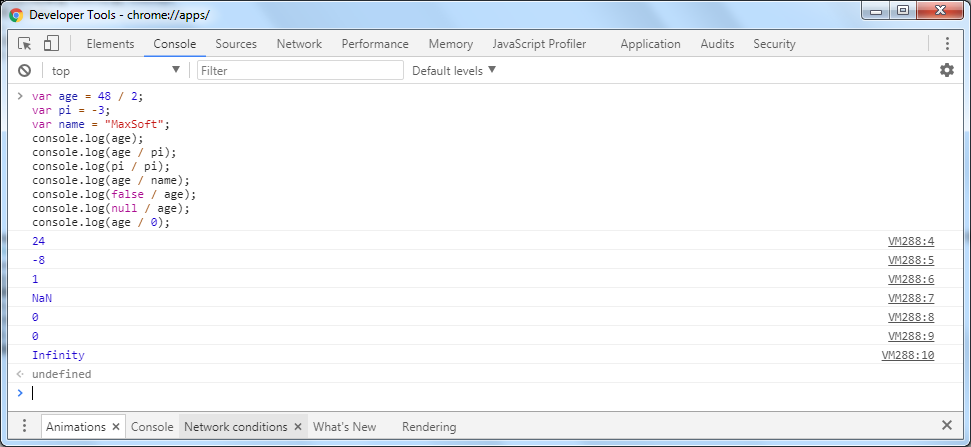 Developer Tools - chrome://apps/
Elements Console Sources Network Performance Memory JavaScript Profiler Application Audits Security
top Filter Default levels
var age = 48 / 2;
var pi = -3;
var name = "MaxSoft";
console.log(age);
console.log(age / pi);
console.log(pi / pi);
console.log(age / name);
console.log(false / age);
console.log(null / age);
console.log(age / 0);
24 VM288:4
-8 VM288:5
1 VM288:6
NaN VM288:7
0 VM288:8
0 VM288:9
Infinity VM288:10
undefined
Animations Console Network conditions What's New Rendering